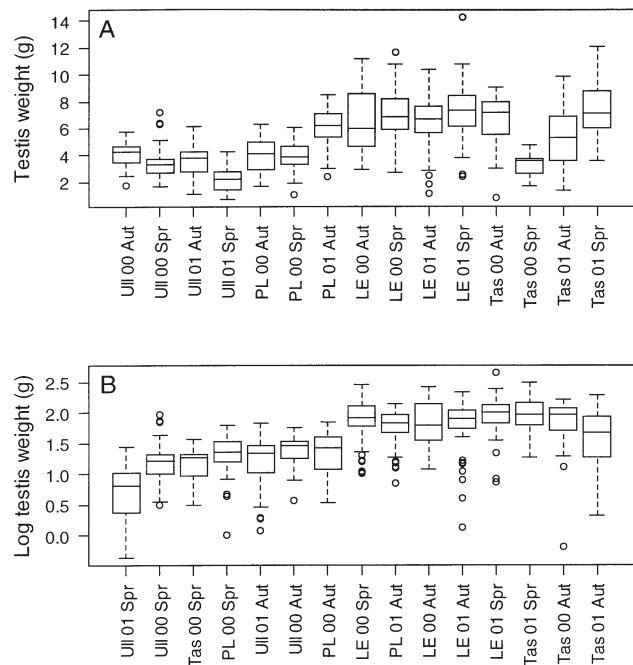 A
Testis weight (g)
14
12
10
8
6
4
2
Ull 00 Aut
Ull 00 Spr
Ull 01 Aut
Ull 01 Spr
PL 00 Aut
PL 00 Spr
PL 01 Aut
LE 00 Aut
LE 00 Spr
LE 01 Aut
LE 01 Spr
Tas 00 Aut
Tas 00 Spr
Tas 01 Aut
Tas 01 Spr
B
Log testis weight (g)
2.5
2.0
1.5
1.0
0.5
0.0
Ull 01 Spr
Ull 00 Spr
Tas 00 Spr
PL 00 Spr
Ull 01 Aut
Ull 00 Aut
PL 00 Aut
LE 00 Spr
PL 01 Aut
LE 00 Aut
LE 01 Aut
LE 01 Spr
Tas 01 Spr
Tas 00 Aut
Tas 01 Aut